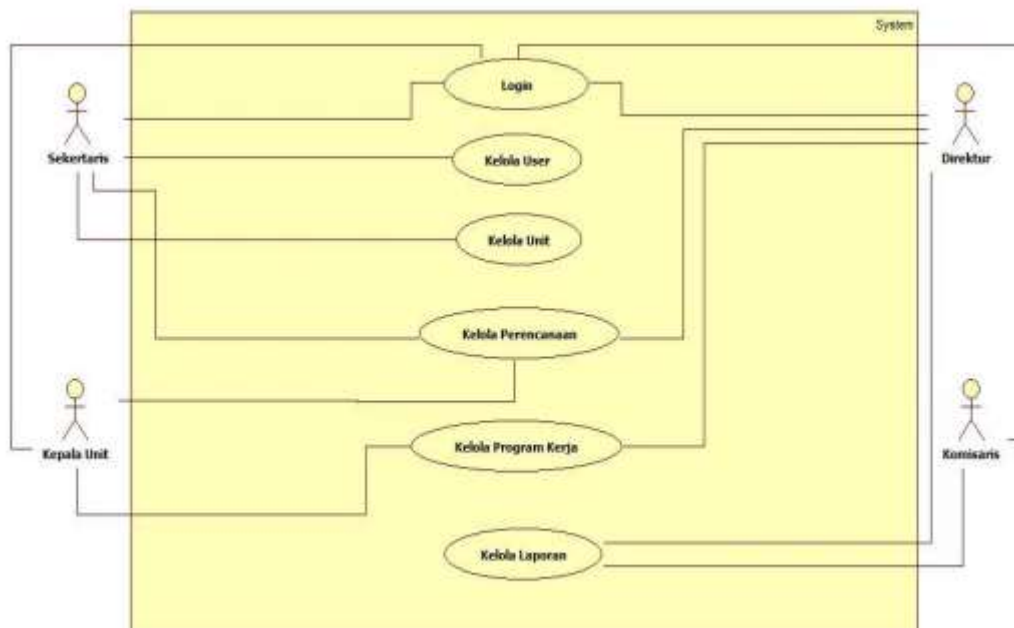 System
Login
Sekertaris
Kelola User
Direktur
Kelola Unit
Kelola Perencanaan
Kepala Unit
Kelola Program Kerja
Komisaris
Kelola Laporan